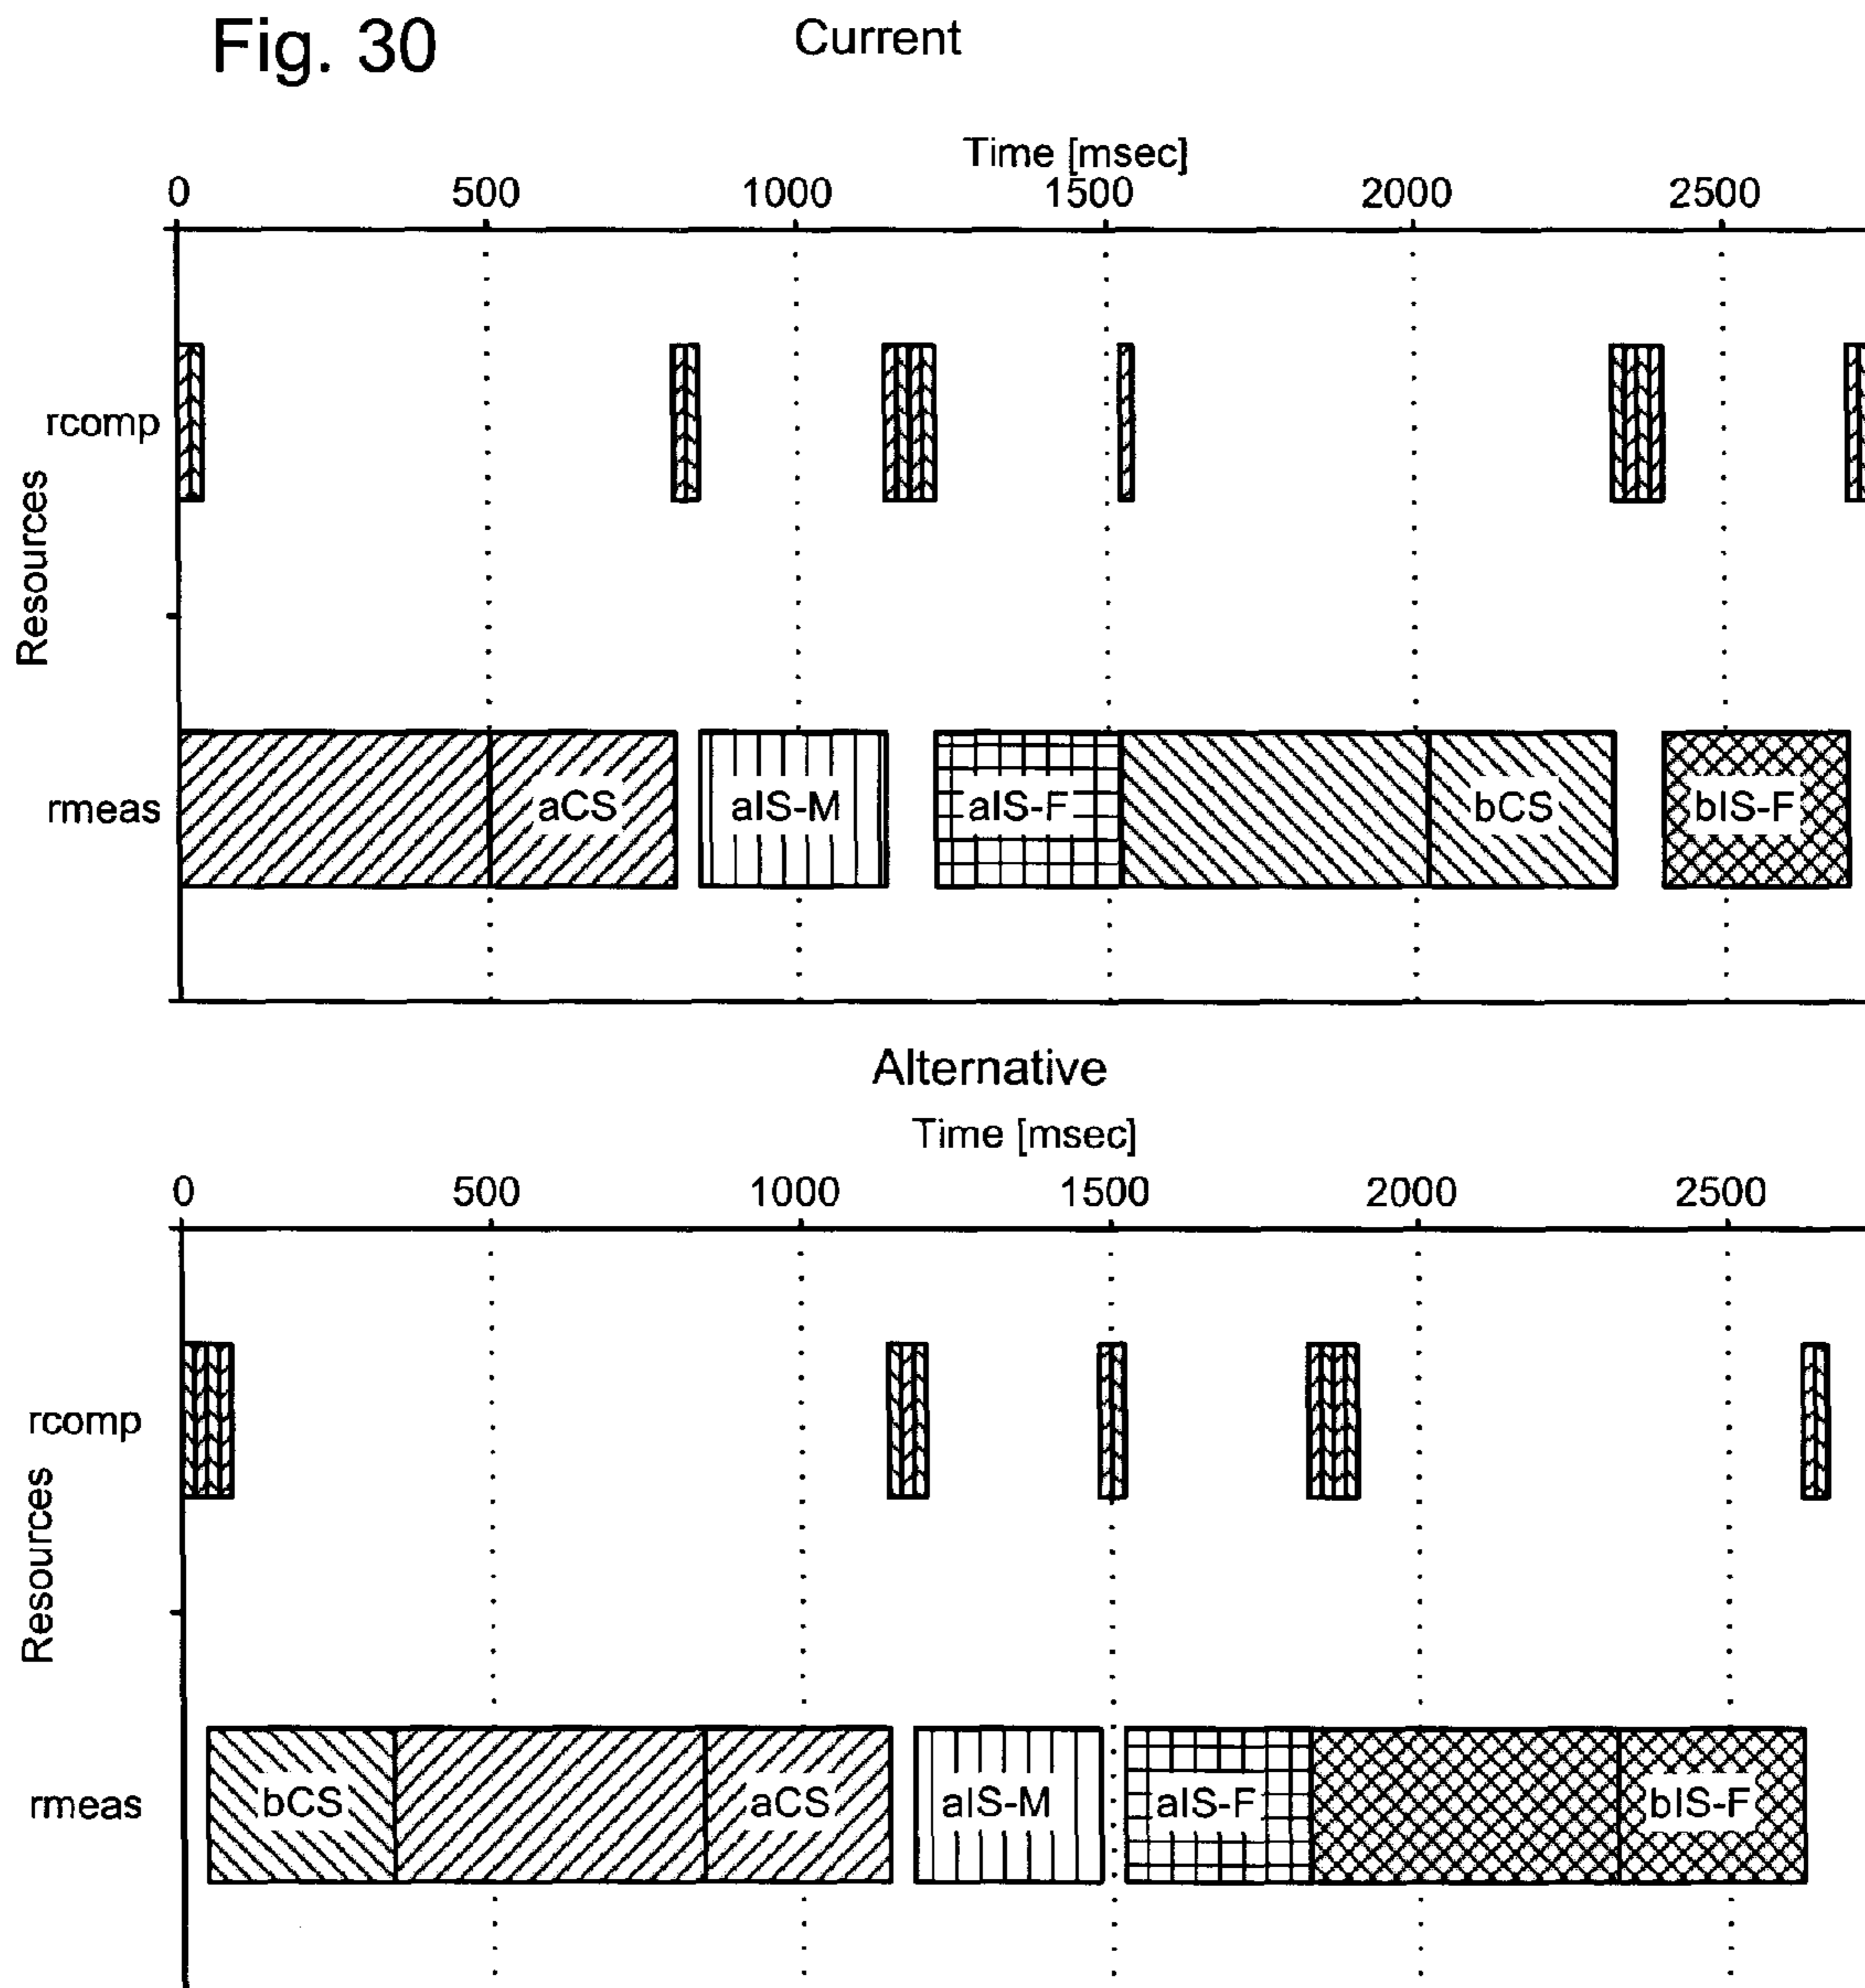 Fig. 30
Current
Time [msec]
0 500 1000 1500 2000 2500
rcomp
Resources
rmeas
aCS aIS-M aIS-F bCS bIS-F
Alternative
Time [msec]
0 500 1000 1500 2000 2500
rcomp
Resources
rmeas
bCS aCS aIS-M aIS-F bIS-F